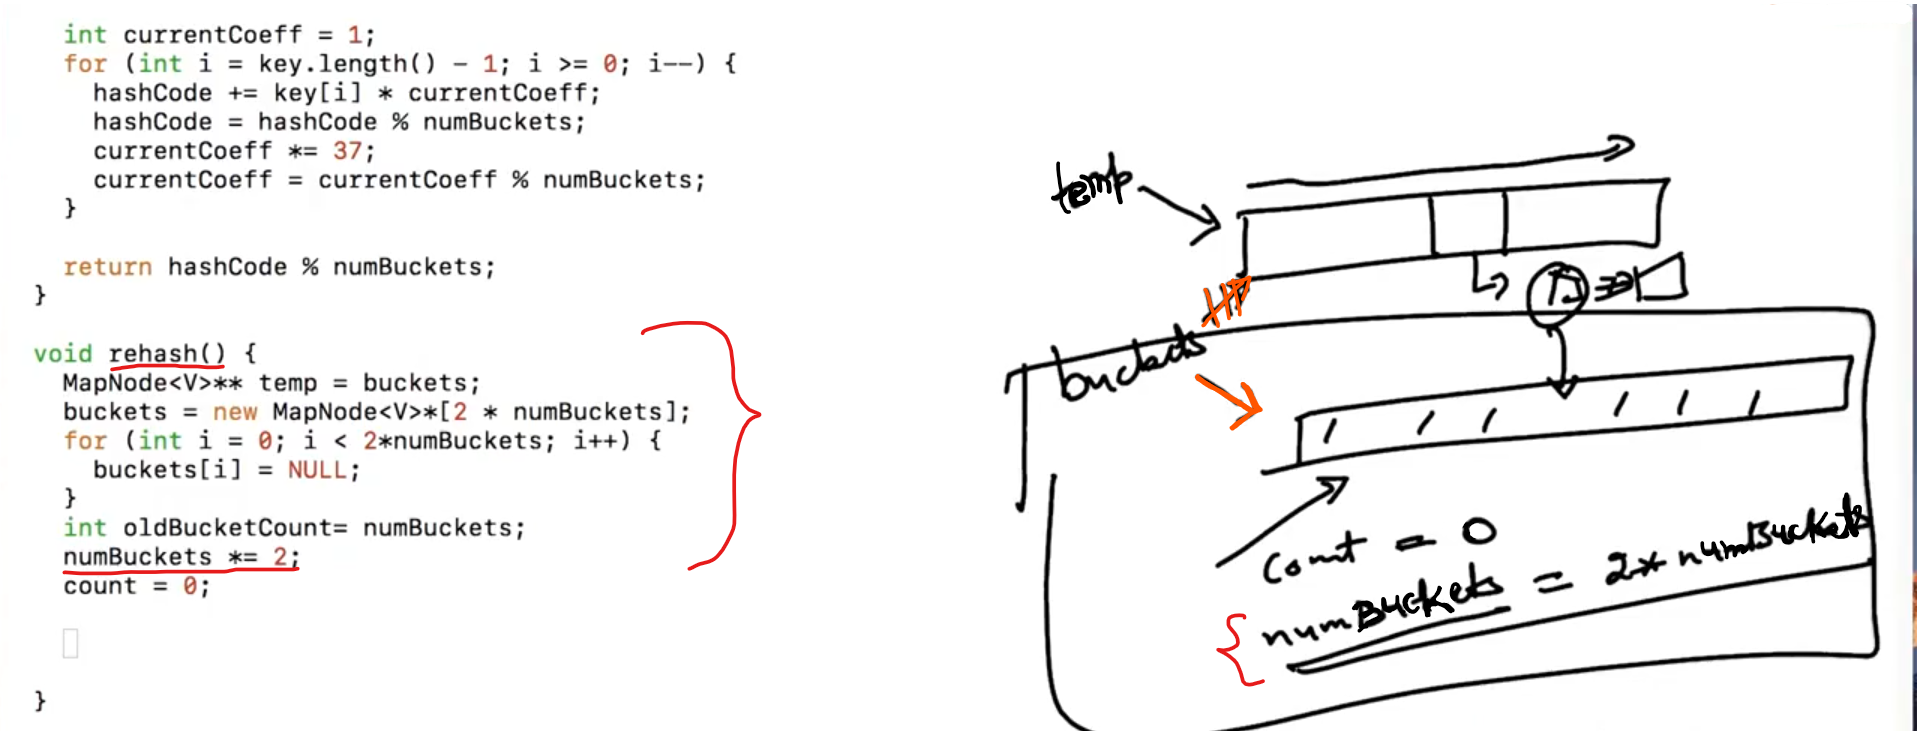 int currentCoeff = 1;
for (int i = key.length() - 1; i >= 0; i--) {
hashCode += key[i] * currentCoeff;
hashCode = hashCode % numBuckets;
currentCoeff *= 37;
currentCoeff = currentCoeff % numBuckets;
}
return hashCode % numBuckets;
}
void rehash() {
MapNode<V>** temp = buckets;
buckets = new MapNode<V>*[2 * numBuckets];
for (int i = 0; i < 2*numBuckets; i++) {
buckets[i] = NULL;
}
int oldBucketCount= numBuckets;
numBuckets *= 2;
count = 0;
}
temp
buckets
Count = 0
numBuckets = 2* numBuckets